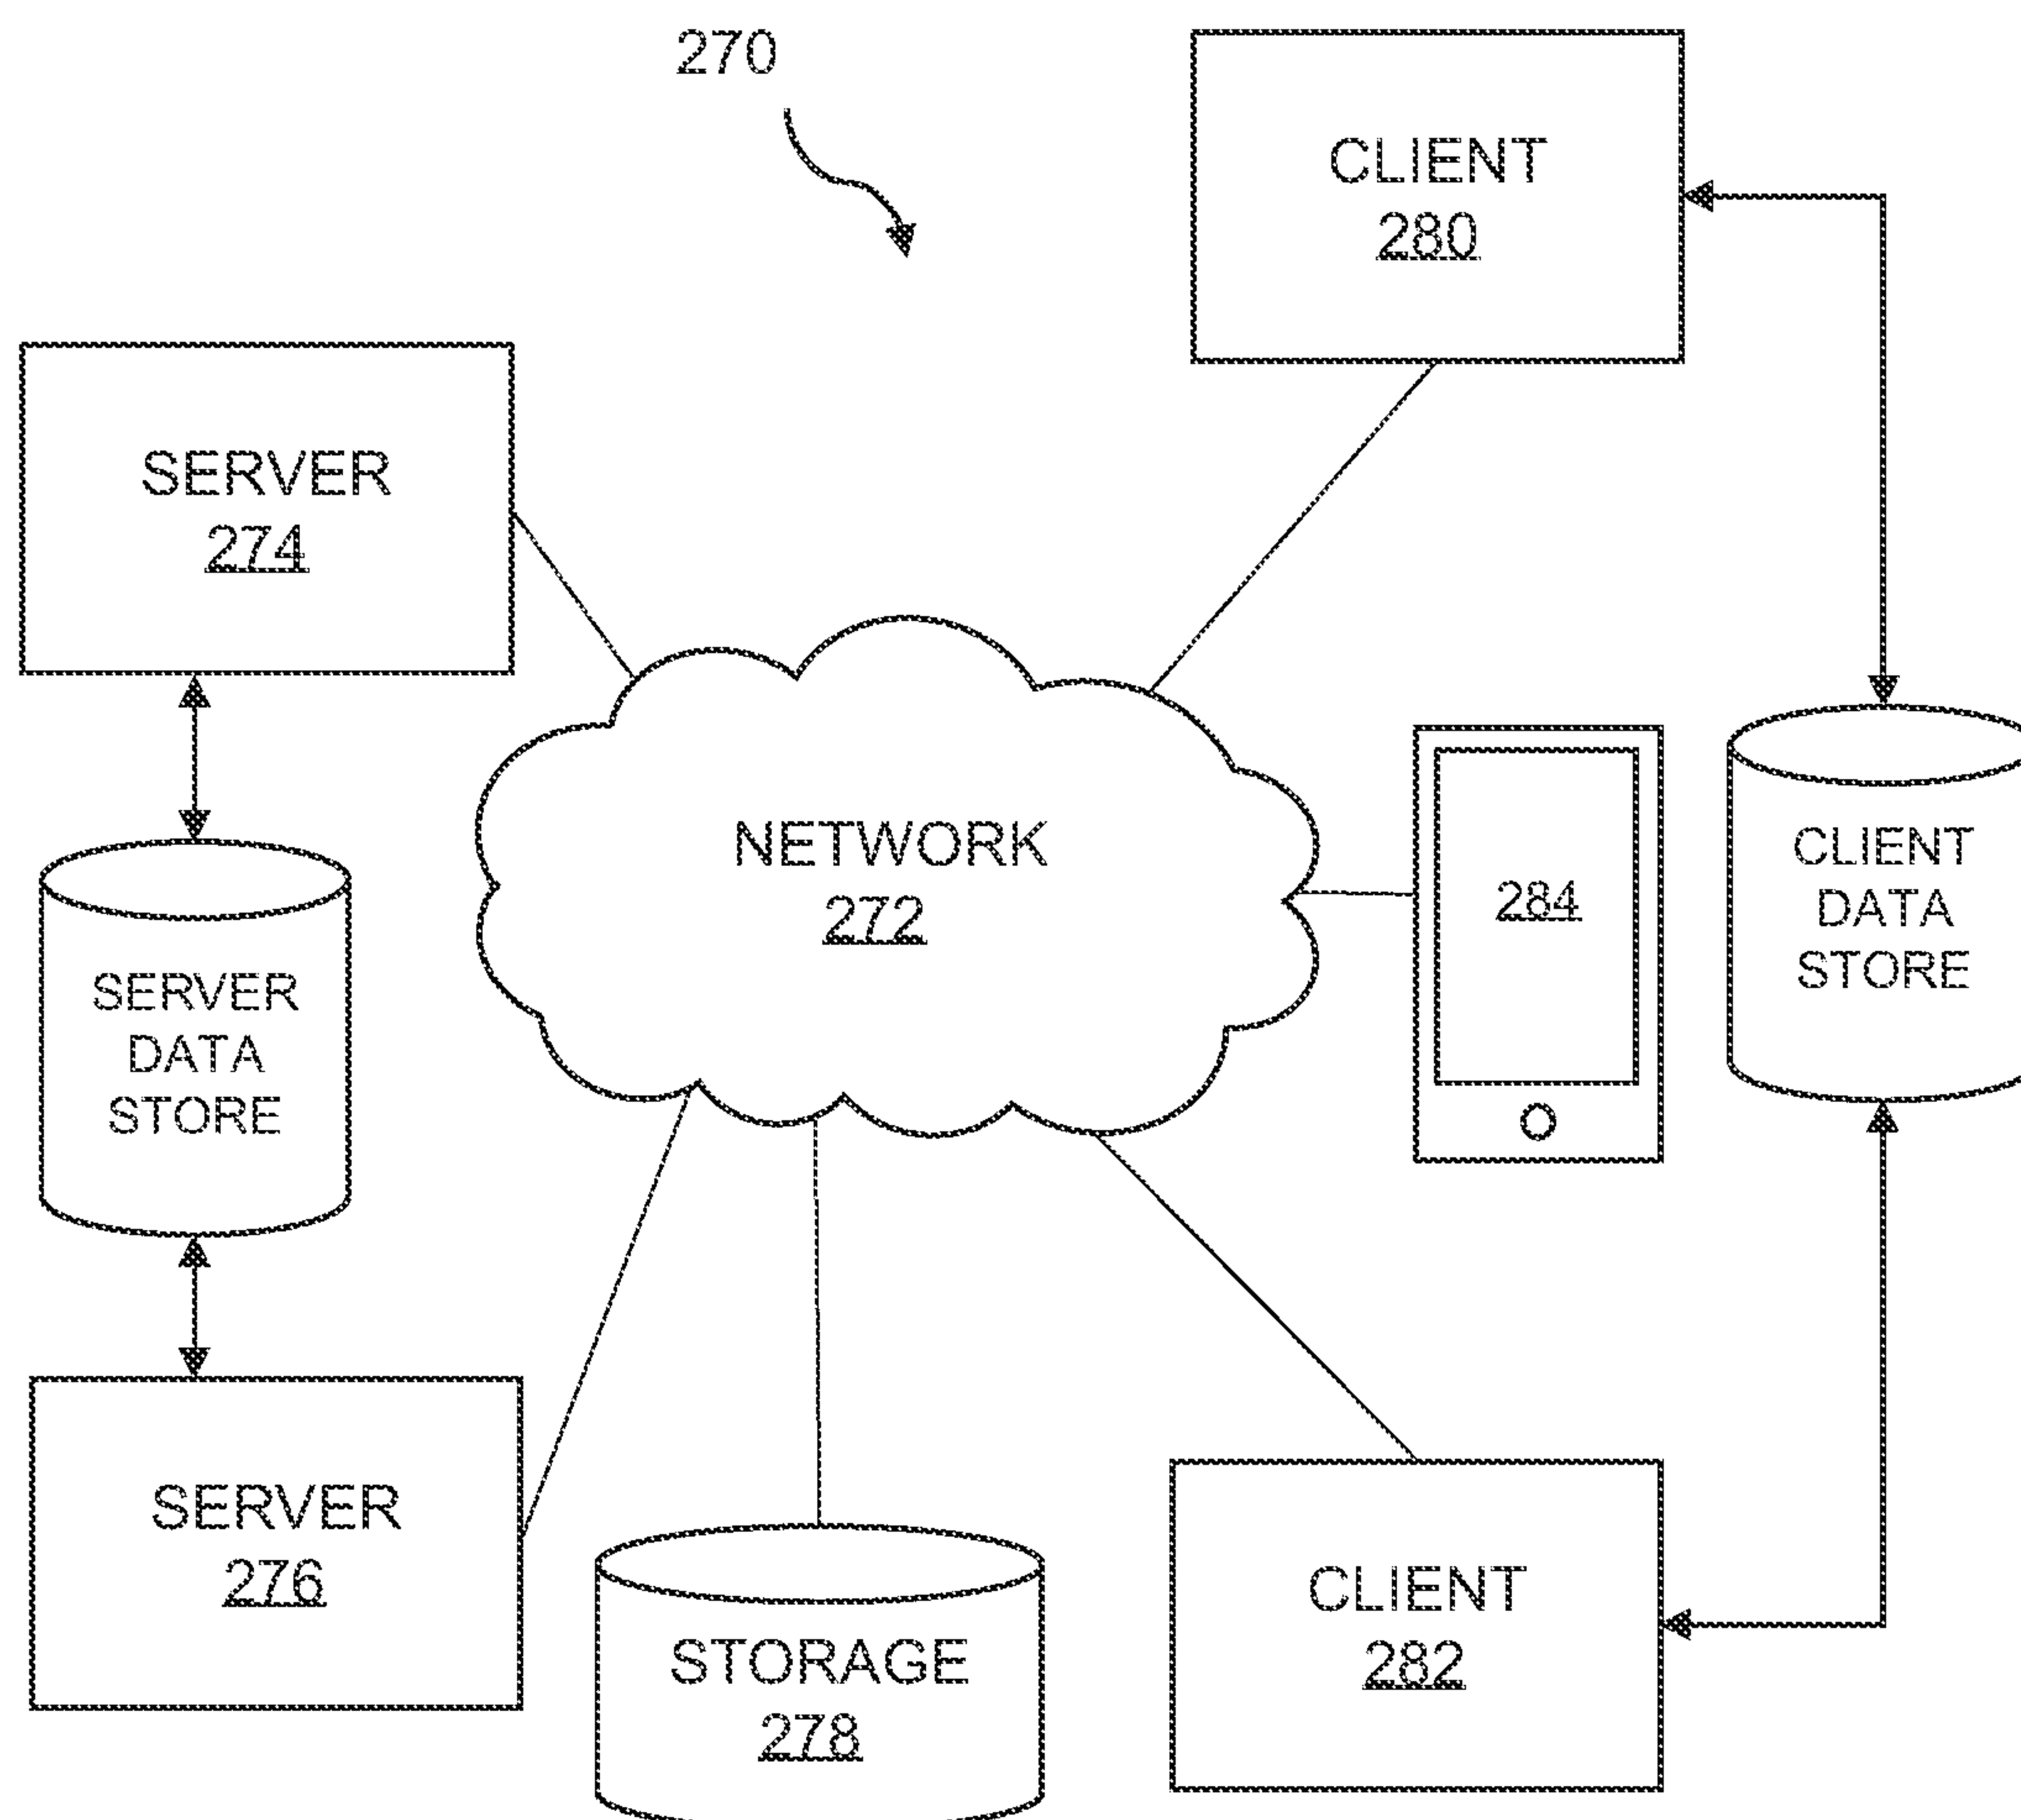 270
CLIENT
280
SERVER
274
NETWORK
272
284
CLIENT
DATA
STORE
SERVER
DATA
STORE
SERVER
276
STORAGE
278
CLIENT
282